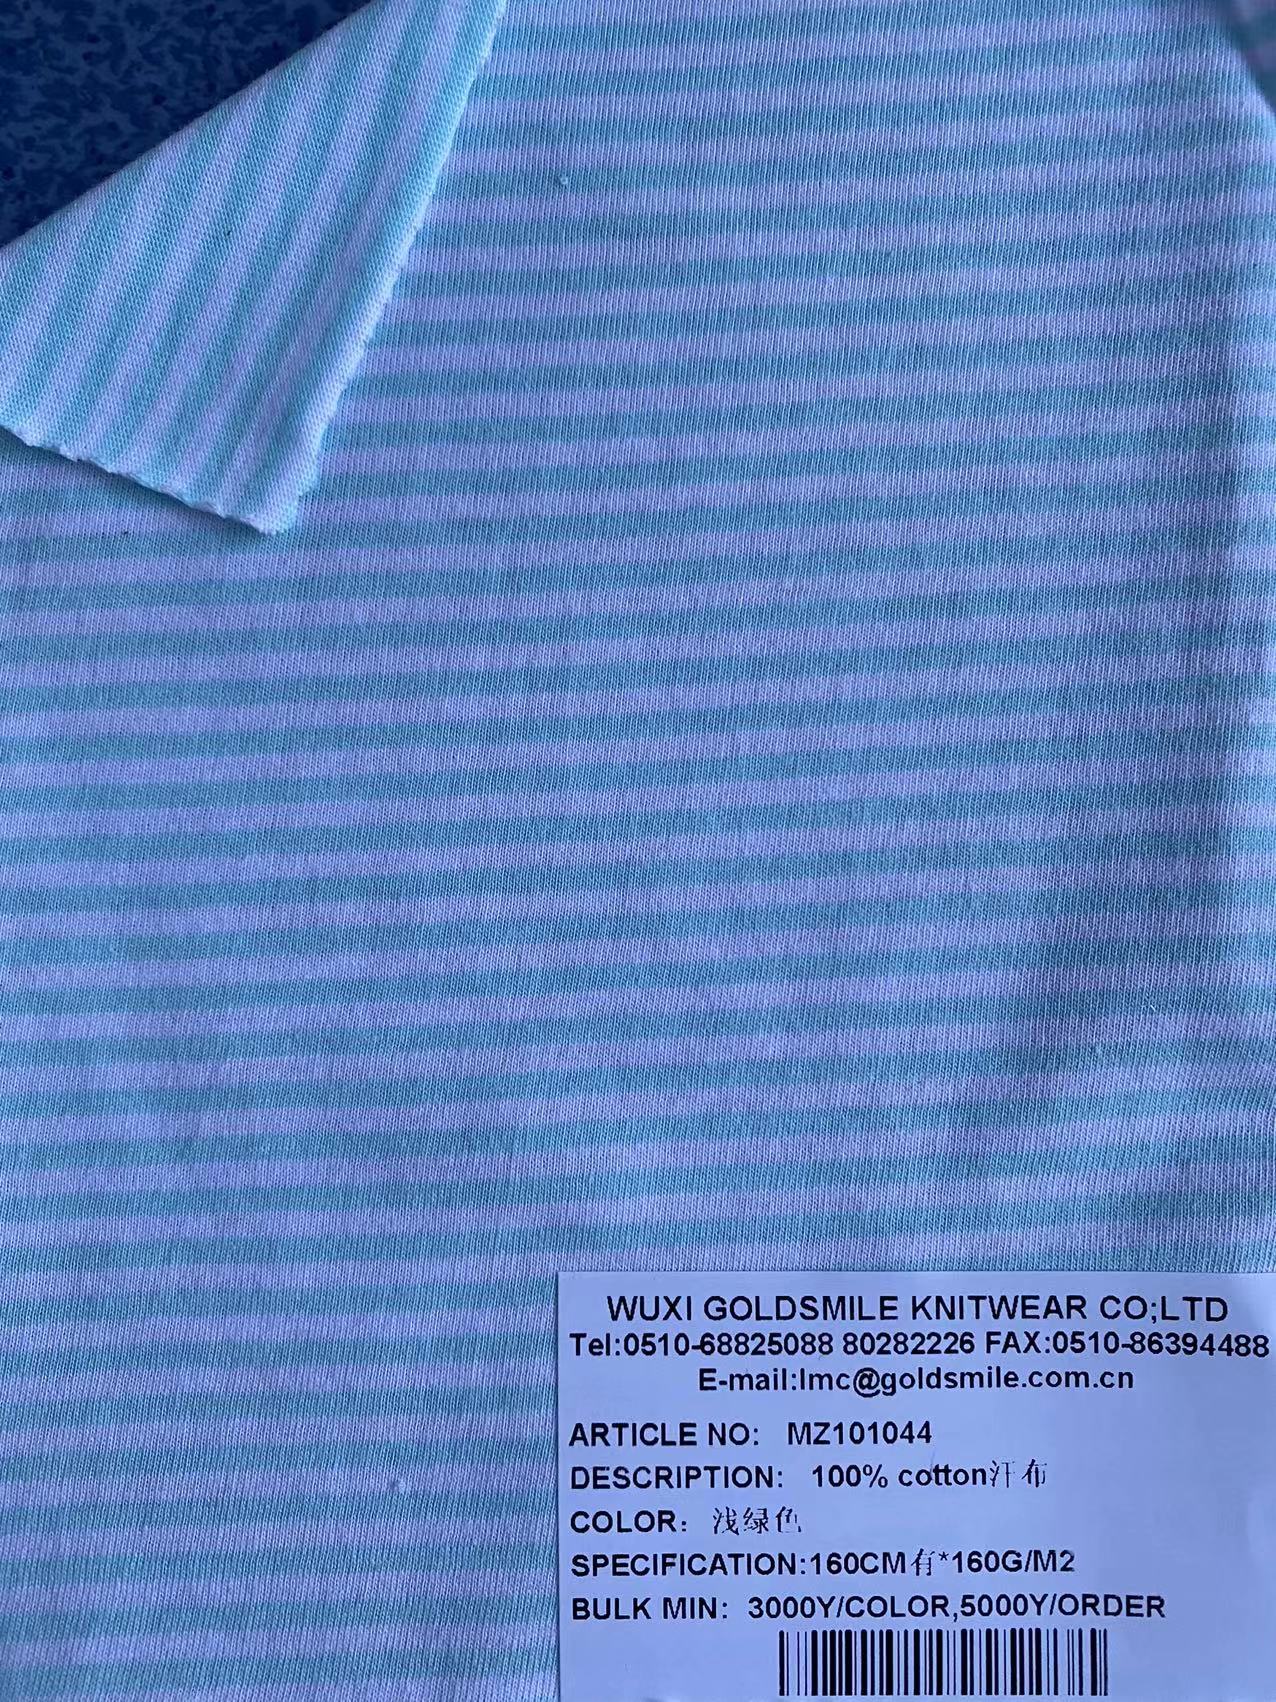 WUXI GOLDSMILE KNITWEAR CO;LTD
Tel:0510-68825088 80282226 FAX:0510-86394488
E-mail:lmc@goldsmile.com.cn
ARTICLE NO: MZ101044
DESCRIPTION: 100% cotton汗布
COLOR: 浅绿色
SPECIFICATION:160CM有*160G/M2
BULK MIN: 3000Y/COLOR,5000Y/ORDER